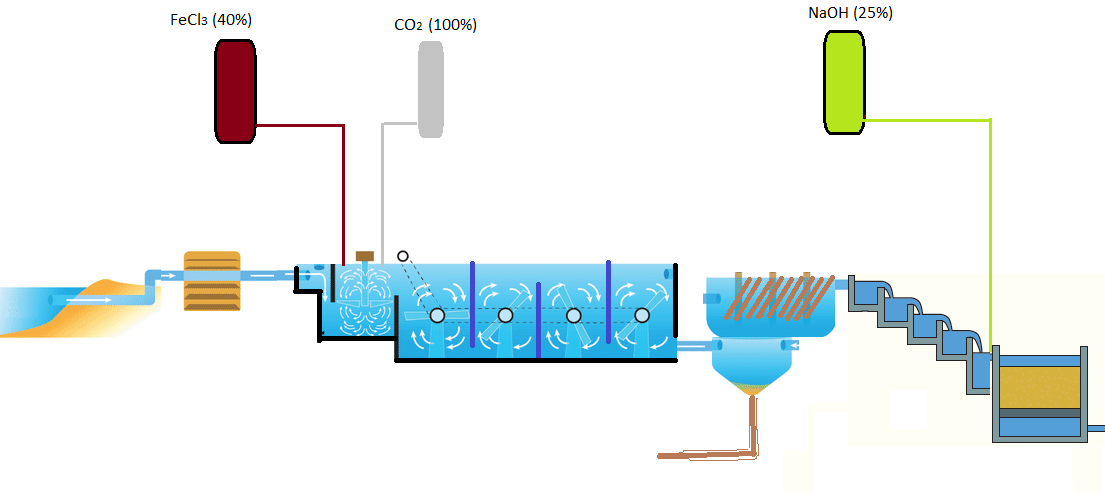 FeCl₃ (40%)
CO₂ (100%)
NaOH (25%)